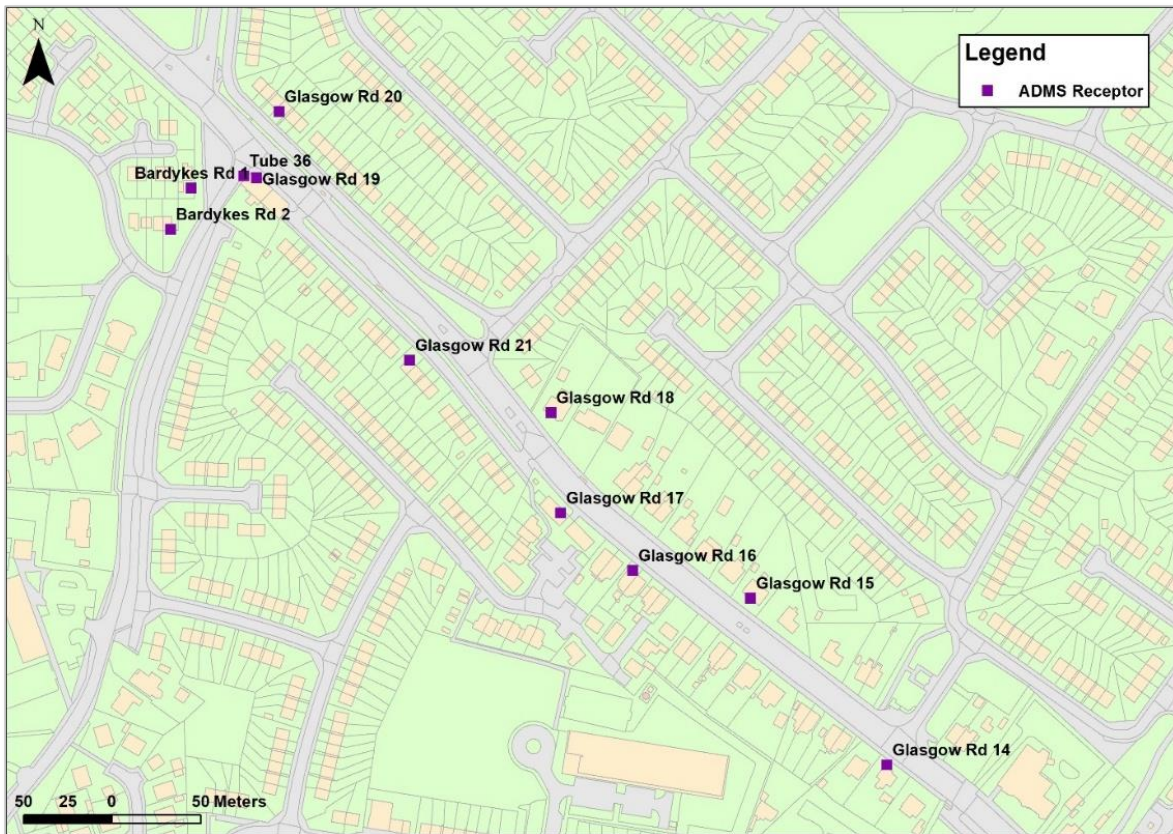 N
Legend
ADMS Receptor
Glasgow Rd 20
Tube 36
Bardykes Rd 1
Glasgow Rd 19
Bardykes Rd 2
Glasgow Rd 21
Glasgow Rd 18
Glasgow Rd 17
Glasgow Rd 16
Glasgow Rd 15
Glasgow Rd 14
50 25 0 50 Meters